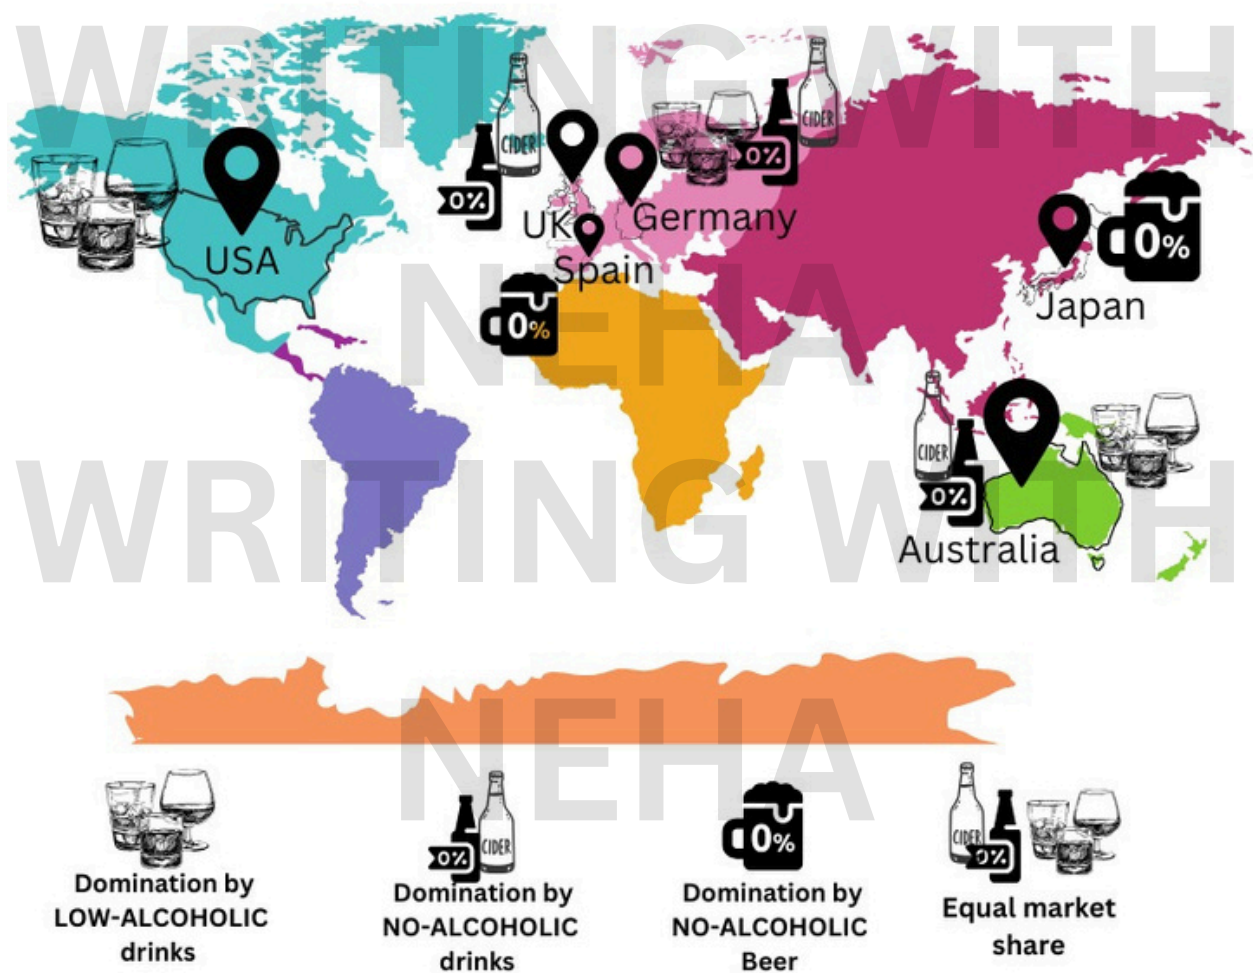 WRITING WITH
NEHA
WRITING WITH
NEHA
USA
CIDER
0%
UK
Germany
Spain
0%
CIDER
0%
0%
Japan
CIDER
0%
Australia
Domination by
LOW-ALCOHOLIC
drinks
0%
CIDER
Domination by
NO-ALCOHOLIC
drinks
0%
Domination by
NO-ALCOHOLIC
Beer
CIDER
0%
Equal market
share